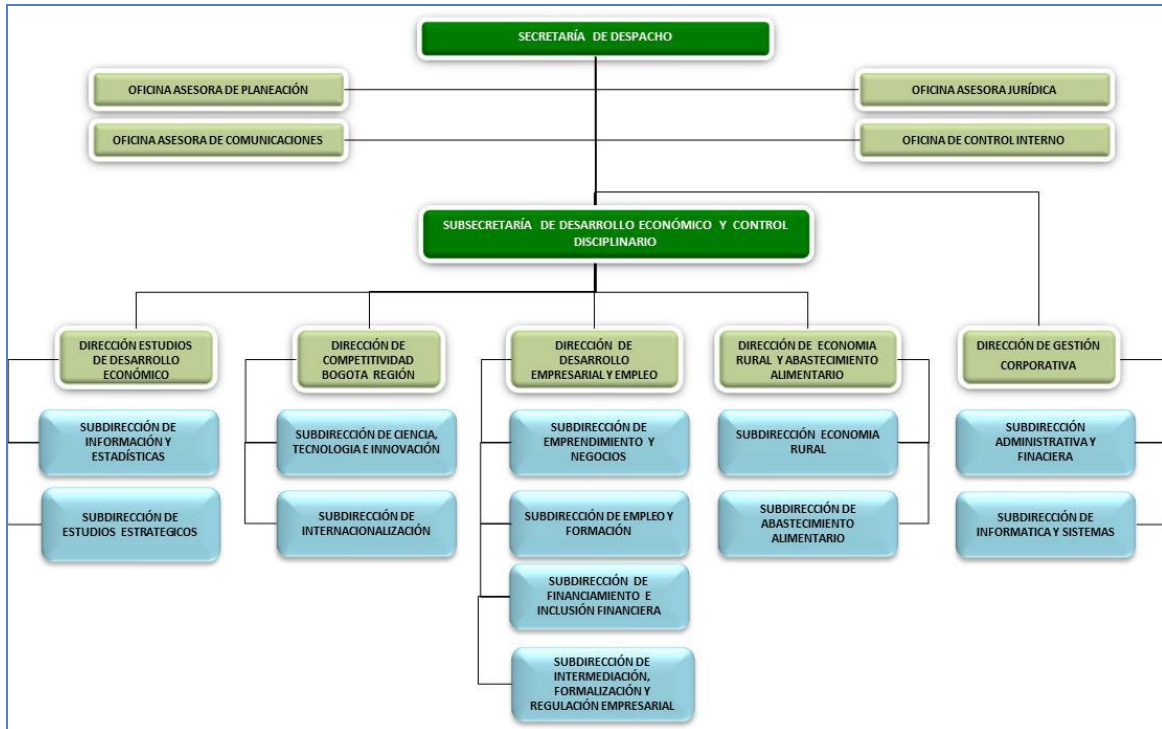 SECRETARÍA DE DESPACHO
OFICINA ASESORA DE PLANEACIÓN
OFICINA ASESORA JURÍDICA
OFICINA ASESORA DE COMUNICACIONES
OFICINA DE CONTROL INTERNO
SUBSECRETARÍA DE DESARROLLO ECONÓMICO Y CONTROL
DISCIPLINARIO
DIRECCIÓN ESTUDIOS
DE DESARROLLO
ECONÓMICO
DIRECCIÓN DE
COMPETITIVIDAD
BOGOTA REGIÓN
DIRECCIÓN DE
DESARROLLO
EMPRESARIAL Y EMPLEO
DIRECCIÓN DE ECONOMIA
RURAL Y ABASTECIMIENTO
ALIMENTARIO
DIRECCIÓN DE GESTIÓN
CORPORATIVA
SUBDIRECCIÓN DE
INFORMACIÓN Y
ESTADÍSTICAS
SUBDIRECCIÓN DE CIENCIA,
TECNOLOGIA E INNOVACIÓN
SUBDIRECCIÓN DE
EMPRENDIMIENTO Y
NEGOCIOS
SUBDIRECCIÓN ECONOMIA
RURAL
SUBDIRECCIÓN
ADMINISTRATIVA Y
FINACIERA
SUBDIRECCIÓN DE
ESTUDIOS ESTRATEGICOS
SUBDIRECCIÓN DE
INTERNACIONALIZACIÓN
SUBDIRECCIÓN DE EMPLEO Y
FORMACIÓN
SUBDIRECCIÓN DE
ABASTECIMIENTO
ALIMENTARIO
SUBDIRECCIÓN DE
INFORMATICA Y SISTEMAS
SUBDIRECCIÓN DE
FINANCIAMIENTO E
INCLUSIÓN FINANCIERA
SUBDIRECCIÓN DE
INTERMEDIACIÓN,
FORMALIZACIÓN Y
REGULACIÓN EMPRESARIAL